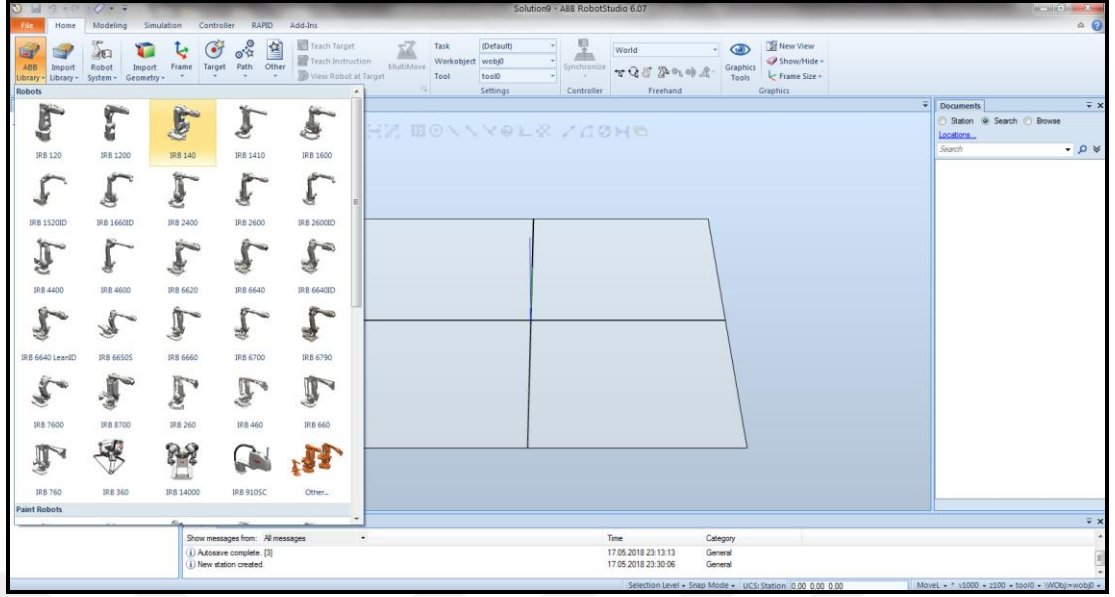 Solution9 - ABB RobotStudio 6.07
File Home Modeling Simulation Controller RAPID Add-Ins
ABB Library
Import Library
Robot System
Import Geometry
Frame
Target
Path
Other
Teach Target
Teach Instruction
View Robot at Target
MultiMove
Task (Default)
Workobject wobj0
Tool tool0
Settings
Synchronize
Controller
World
Freehand
Graphics Tools
New View
Show/Hide
Frame Size
Graphics
Robots
IRB 120 IRB 1200 IRB 140 IRB 1410 IRB 1600
IRB 1520ID IRB 1660ID IRB 2400 IRB 2600 IRB 2600ID
IRB 4400 IRB 4600 IRB 6620 IRB 6640 IRB 6640ID
IRB 6640 LeanID IRB 6650S IRB 6660 IRB 6700 IRB 6790
IRB 7600 IRB 8700 IRB 260 IRB 460 IRB 660
IRB 760 IRB 360 IRB 14000 IRB 910SC Other...
Paint Robots
Documents
Station Search Browse
Locations...
Search
Show messages from: All messages Time Category
Autosave complete. [3] 17.05.2018 23:13:13 General
New station created. 17.05.2018 23:30:06 General
Selection Level Snap Mode UCS: Station 0.00 0.00 0.00 MoveL * v1000 z100 tool0 \WObj:=wobj0